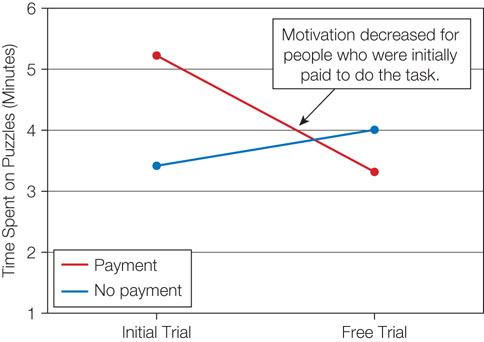 6
Motivation decreased for
people who were initially
paid to do the task.
5
4
3
2
1
Time Spent on Puzzles (Minutes)
Payment
No payment
Initial Trial
Free Trial